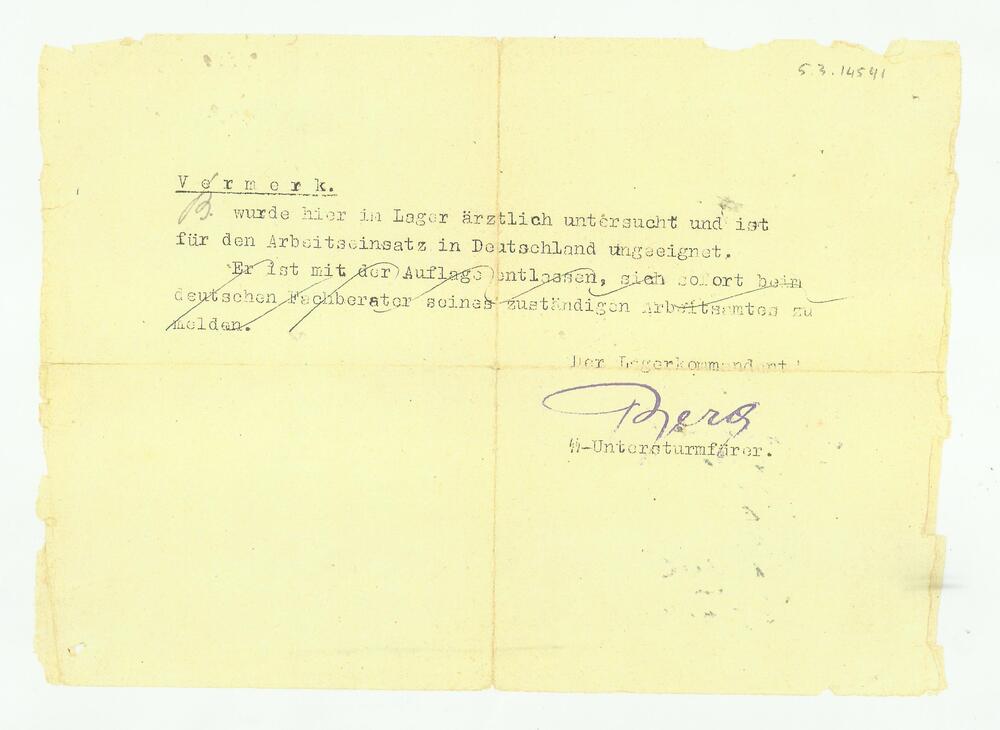 5.3.14541
Vermerk.
B. wurde hier im Lager ärztlich untersucht und ist
für den Arbeitseinsatz in Deutschland ungeeignet.
Er ist mit der Auflage entlassen, sich sofort beim
deutschen Fachberater seines zuständigen Arbeitsamtes zu
melden.
Der Lagerkommandant
Berg
ᛋᛋ-Untersturmfürer.